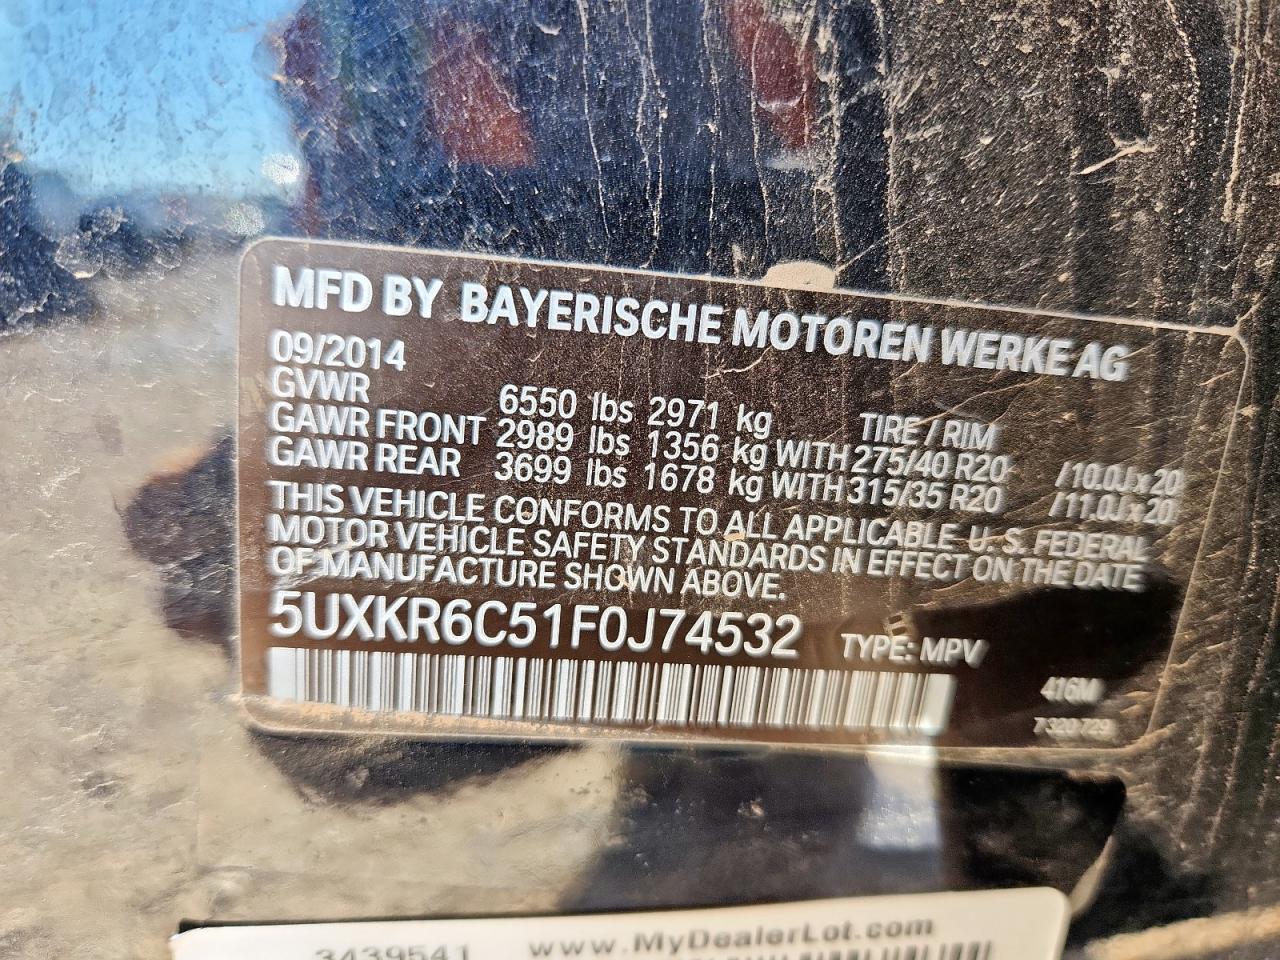 MFD BY BAYERISCHE MOTOREN WERKE AG
09/2014
GVWR 6550 lbs 2971 kg TIRE / RIM
GAWR FRONT 2989 lbs 1356 kg WITH 275/40 R20 /10.0Jx20
GAWR REAR 3699 lbs 1678 kg WITH 315/35 R20 /11.0Jx20
THIS VEHICLE CONFORMS TO ALL APPLICABLE U. S. FEDERAL
MOTOR VEHICLE SAFETY STANDARDS IN EFFECT ON THE DATE
OF MANUFACTURE SHOWN ABOVE.
5UXKR6C51F0J74532 TYPE: MPV
416M
7 320 729
3439541 www.MyDealerLot.com